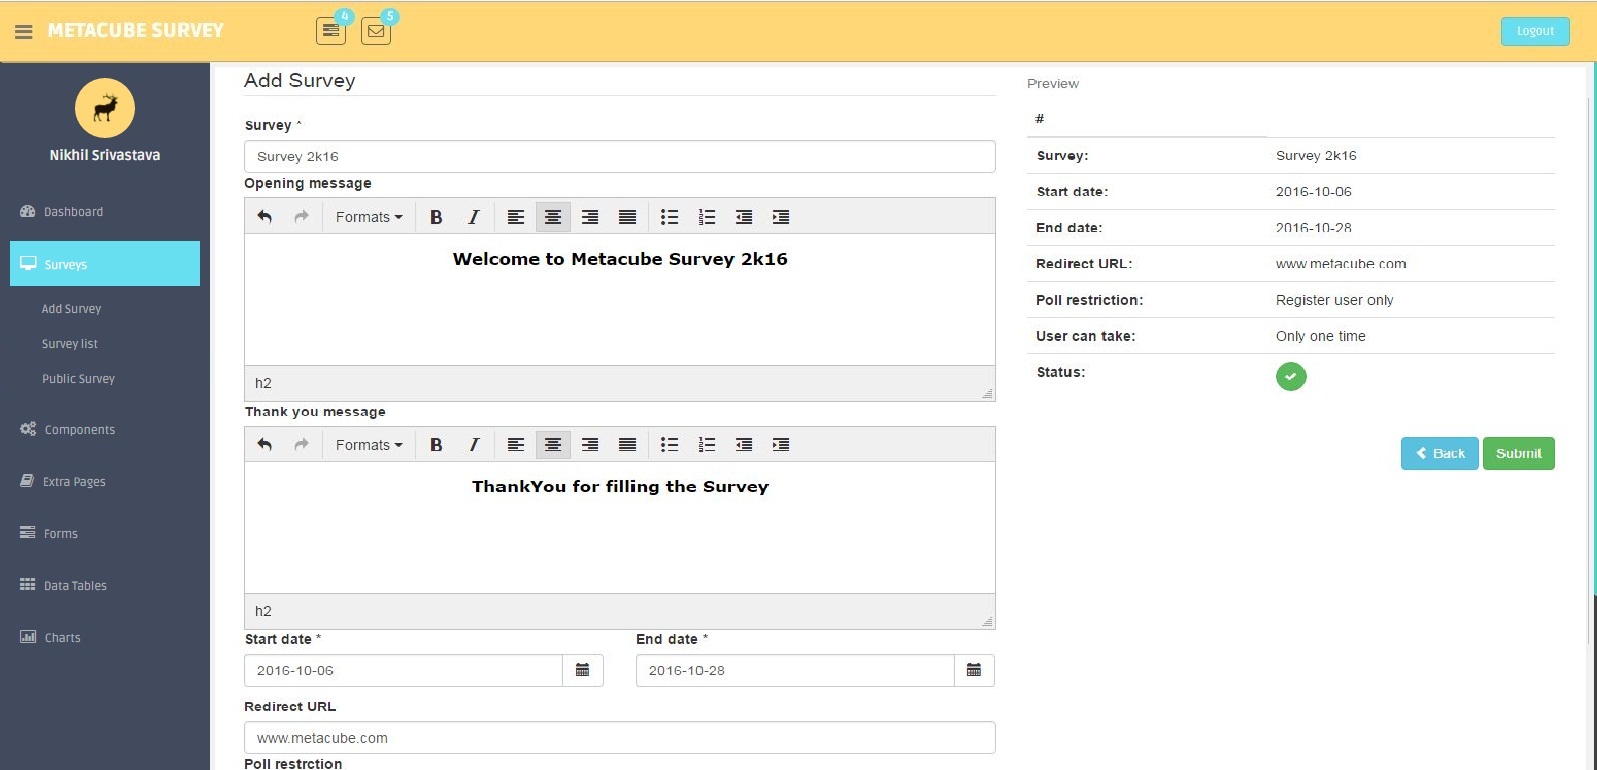 METACUBE SURVEY
4
5
Logout
Nikhil Srivastava
Dashboard
Surveys
Add Survey
Survey list
Public Survey
Components
Extra Pages
Forms
Data Tables
Charts
Add Survey
Survey *
Survey 2k16
Opening message
Formats B I
Welcome to Metacube Survey 2k16
h2
Thank you message
Formats B I
ThankYou for filling the Survey
h2
Start date * End date *
2016-10-06 2016-10-28
Redirect URL
www.metacube.com
Poll restrction
Preview
#
Survey: Survey 2k16
Start date: 2016-10-06
End date: 2016-10-28
Redirect URL: www.metacube.com
Poll restriction: Register user only
User can take: Only one time
Status:
Back Submit